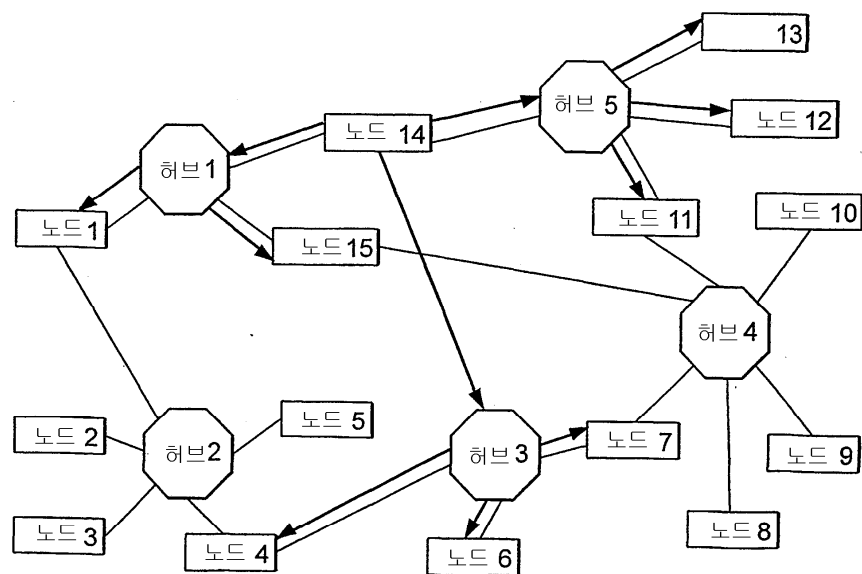 13
허브 5
노드 14
노드 12
허브 1
노드 10
노드 11
노드 1
노드 15
허브 4
노드 5
노드 2
허브 2
허브 3
노드 7
노드 9
노드 3
노드 4
노드 6
노드 8